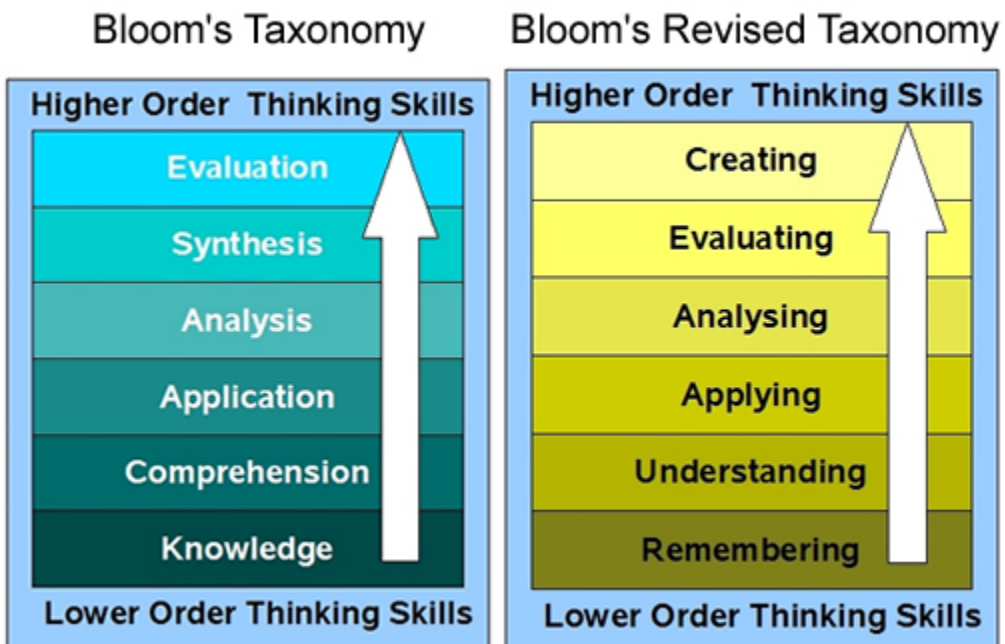 Bloom's Taxonomy
Higher Order Thinking Skills
Evaluation
Synthesis
Analysis
Application
Comprehension
Knowledge
Lower Order Thinking Skills
Bloom's Revised Taxonomy
Higher Order Thinking Skills
Creating
Evaluating
Analysing
Applying
Understanding
Remembering
Lower Order Thinking Skills